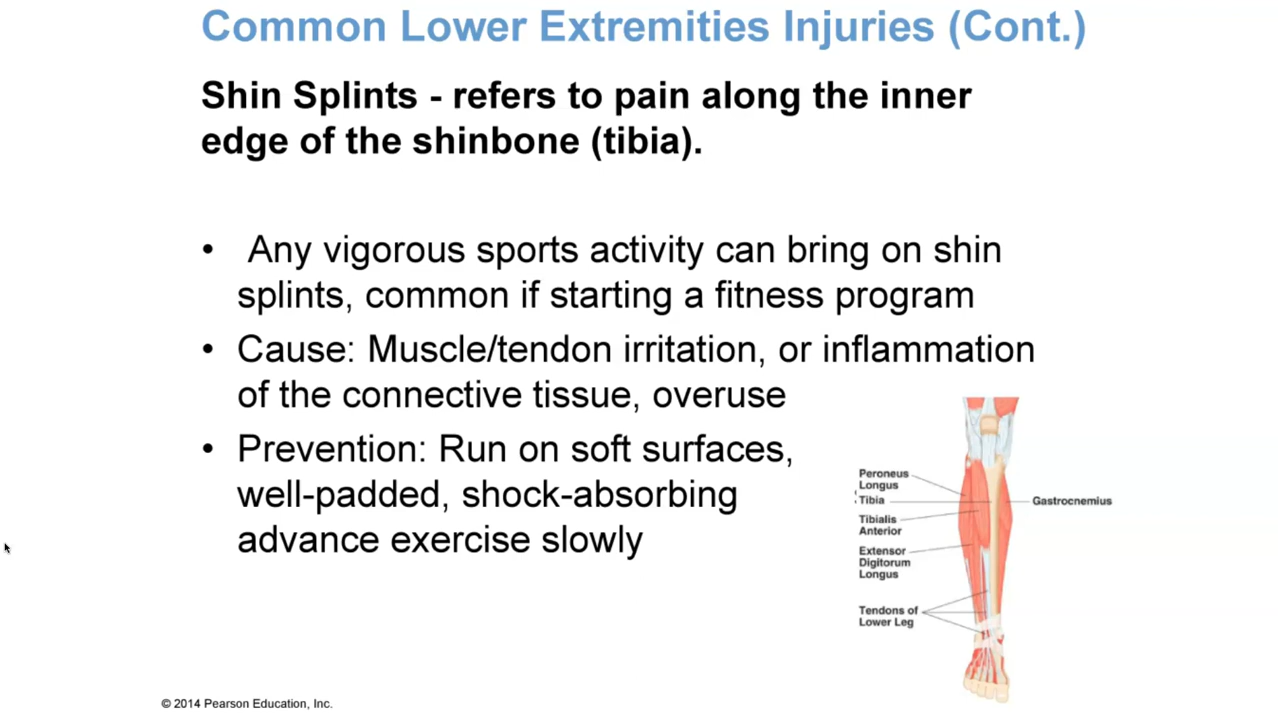 Common Lower Extremities Injuries (Cont.)
Shin Splints - refers to pain along the inner
edge of the shinbone (tibia).
• Any vigorous sports activity can bring on shin
splints, common if starting a fitness program
• Cause: Muscle/tendon irritation, or inflammation
of the connective tissue, overuse
• Prevention: Run on soft surfaces,
well-padded, shock-absorbing
advance exercise slowly
Peroneus
Longus
Tibia
Tibialis
Anterior
Extensor
Digitorum
Longus
Tendons of
Lower Leg
Gastrocnemius
© 2014 Pearson Education, Inc.